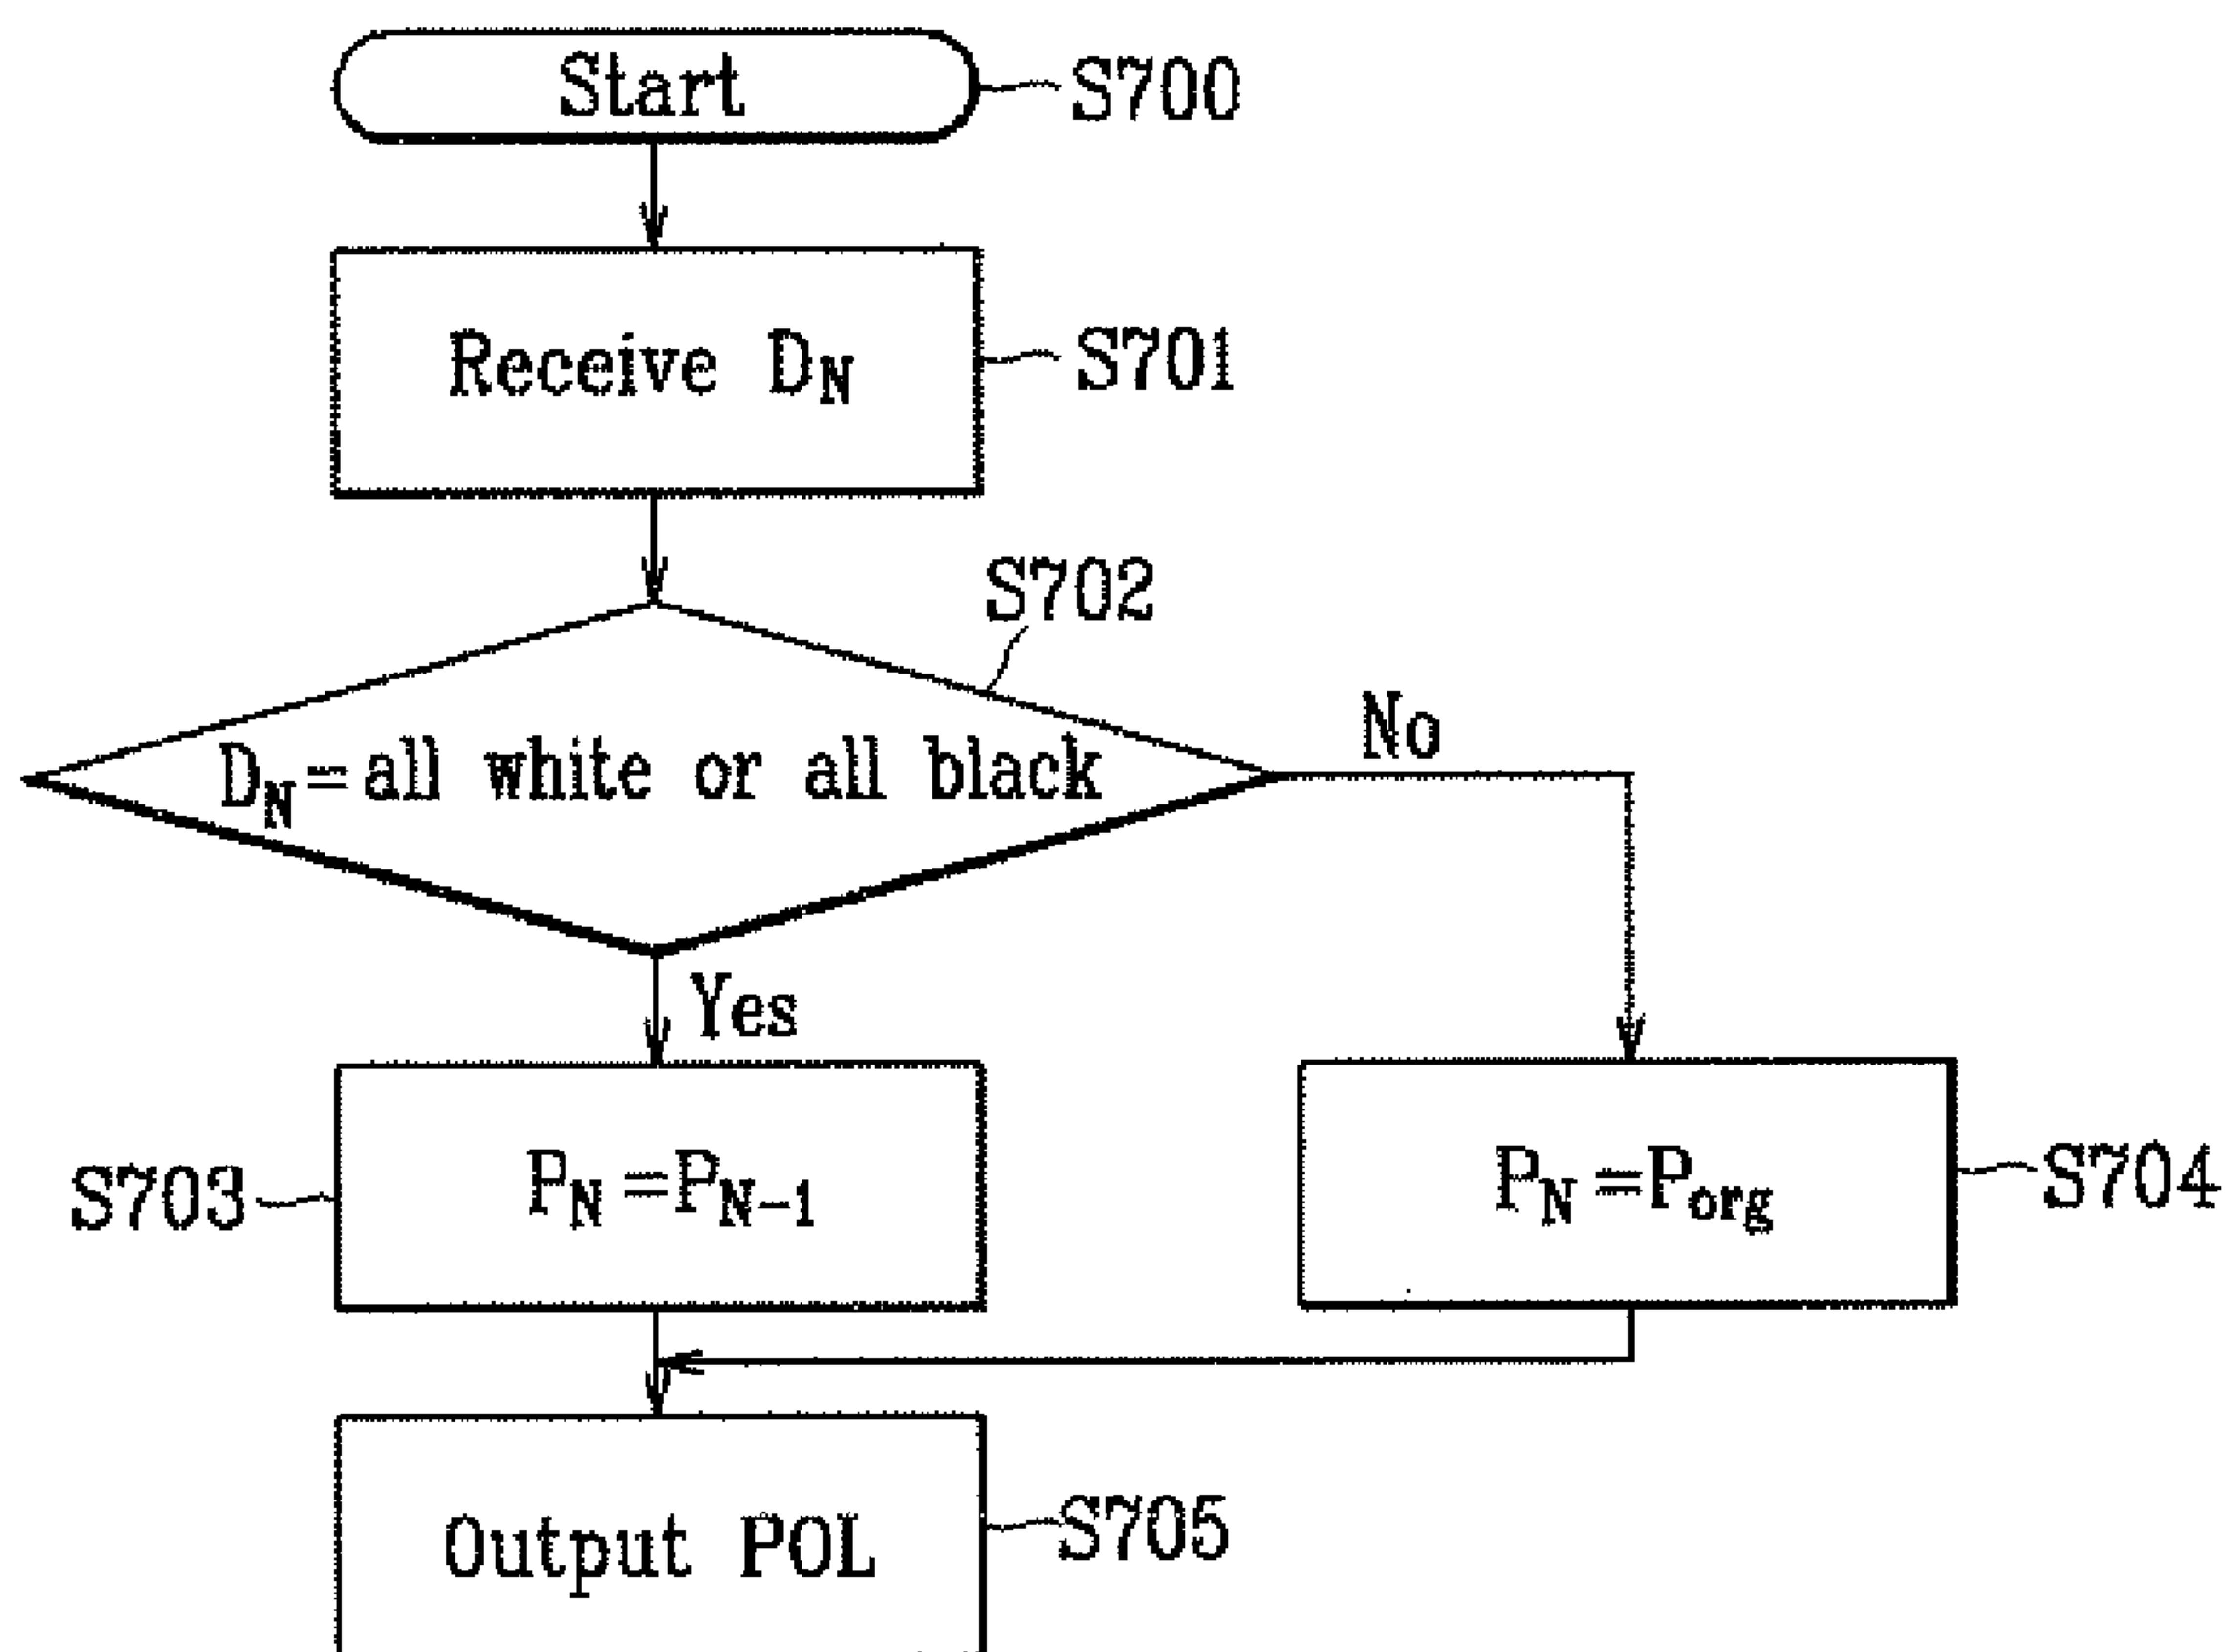 Start
S700
Receive D_N
S701
S702
D_N = all white or all black
No
Yes
S703
P_N = P_N-1
P_N = P_org
S704
Output POL
S705